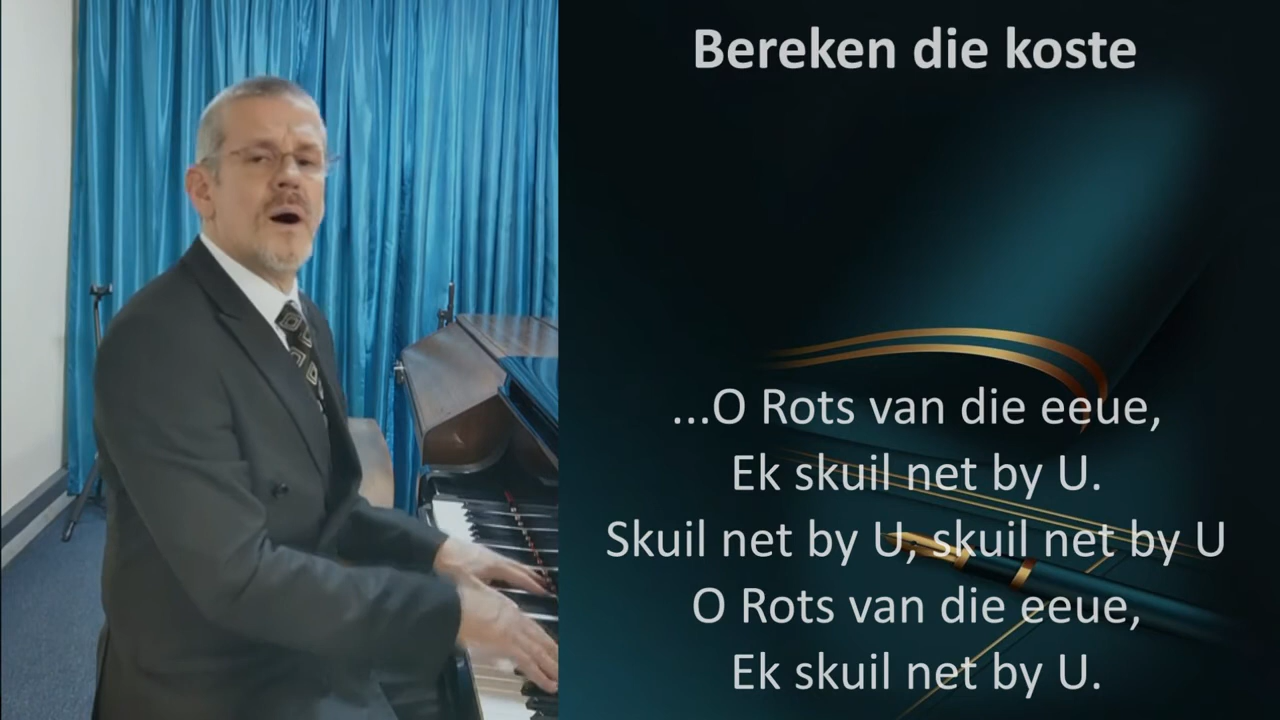 Bereken die koste
...O Rots van die eeue,
Ek skuil net by U.
Skuil net by U, skuil net by U
O Rots van die eeue,
Ek skuil net by U.